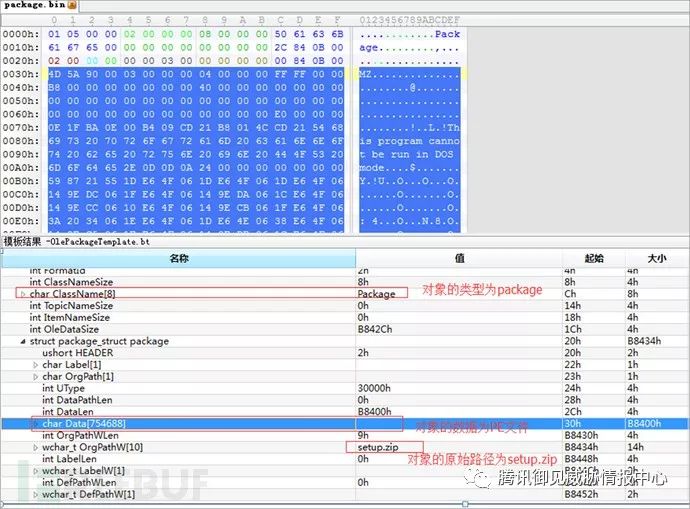 package.bin
0 1 2 3 4 5 6 7 8 9 A B C D E F 0123456789ABCDEF
0000h: 01 05 00 00 02 00 00 00 08 00 00 00 50 61 63 6B ............Pack
0010h: 61 67 65 00 00 00 00 00 00 00 00 00 2C 84 0B 00 age.........,...
0020h: 02 00 00 00 00 00 03 00 00 00 00 00 00 84 0B 00 ................
0030h: 4D 5A 90 00 03 00 00 00 04 00 00 00 FF FF 00 00 MZ..............
0040h: B8 00 00 00 00 00 00 00 40 00 00 00 00 00 00 00 ........@.......
0050h: 00 00 00 00 00 00 00 00 00 00 00 00 00 00 00 00 ................
0060h: 00 00 00 00 00 00 00 00 00 00 00 00 E0 00 00 00 ................
0070h: 0E 1F BA 0E 00 B4 09 CD 21 B8 01 4C CD 21 54 68 ........!..L.!Th
0080h: 69 73 20 70 72 6F 67 72 61 6D 20 63 61 6E 6E 6F is program canno
0090h: 74 20 62 65 20 72 75 6E 20 69 6E 20 44 4F 53 20 t be run in DOS
00A0h: 6D 6F 64 65 2E 0D 0D 0A 24 00 00 00 00 00 00 00 mode....$.......
00B0h: 59 87 21 55 1D E6 4F 06 1D E6 4F 06 1D E6 4F 06 Y.!U..O...O...O.
00C0h: 14 9E DC 06 1F E6 4F 06 14 9E DA 06 1C E6 4F 06
00D0h: 14 9E CC 06 10 E6 4F 06 14 9E CB 06 1F E6 4F 06
00E0h: 3A 20 34 06 1E E6 4F 06 1D E6 4E 06 38 E6 4F 06 : 4...O...N.8.O.
模板结果 -OlePackageTemplate.bt
名称 值 起始 大小
int FormatId 2h 4h 4h
int ClassNameSize 8h 8h 4h
char ClassName[8] Package Ch 8h
对象的类型为package
int TopicNameSize 0h 14h 4h
int ItemNameSize 0h 18h 4h
int OleDataSize B842Ch 1Ch 4h
struct package_struct package 20h B8434h
ushort HEADER 2h 20h 2h
char Label[1] 22h 1h
char OrgPath[1] 23h 1h
int UType 30000h 24h 4h
int DataPathLen 0h 28h 4h
int DataLen B8400h 2Ch 4h
char Data[754688] 30h B8400h
对象的数据为PE文件
int OrgPathWLen 9h B8430h 4h
wchar_t OrgPathW[10] setup.zip B8434h 14h
int LabelLen 0h B8448h 4h
对象的原始路径为setup.zip
wchar_t LabelW[1]
int DefPathWLen 0h
wchar_t DefPathW[1] B8452h 2h
腾讯御见威胁情报中心